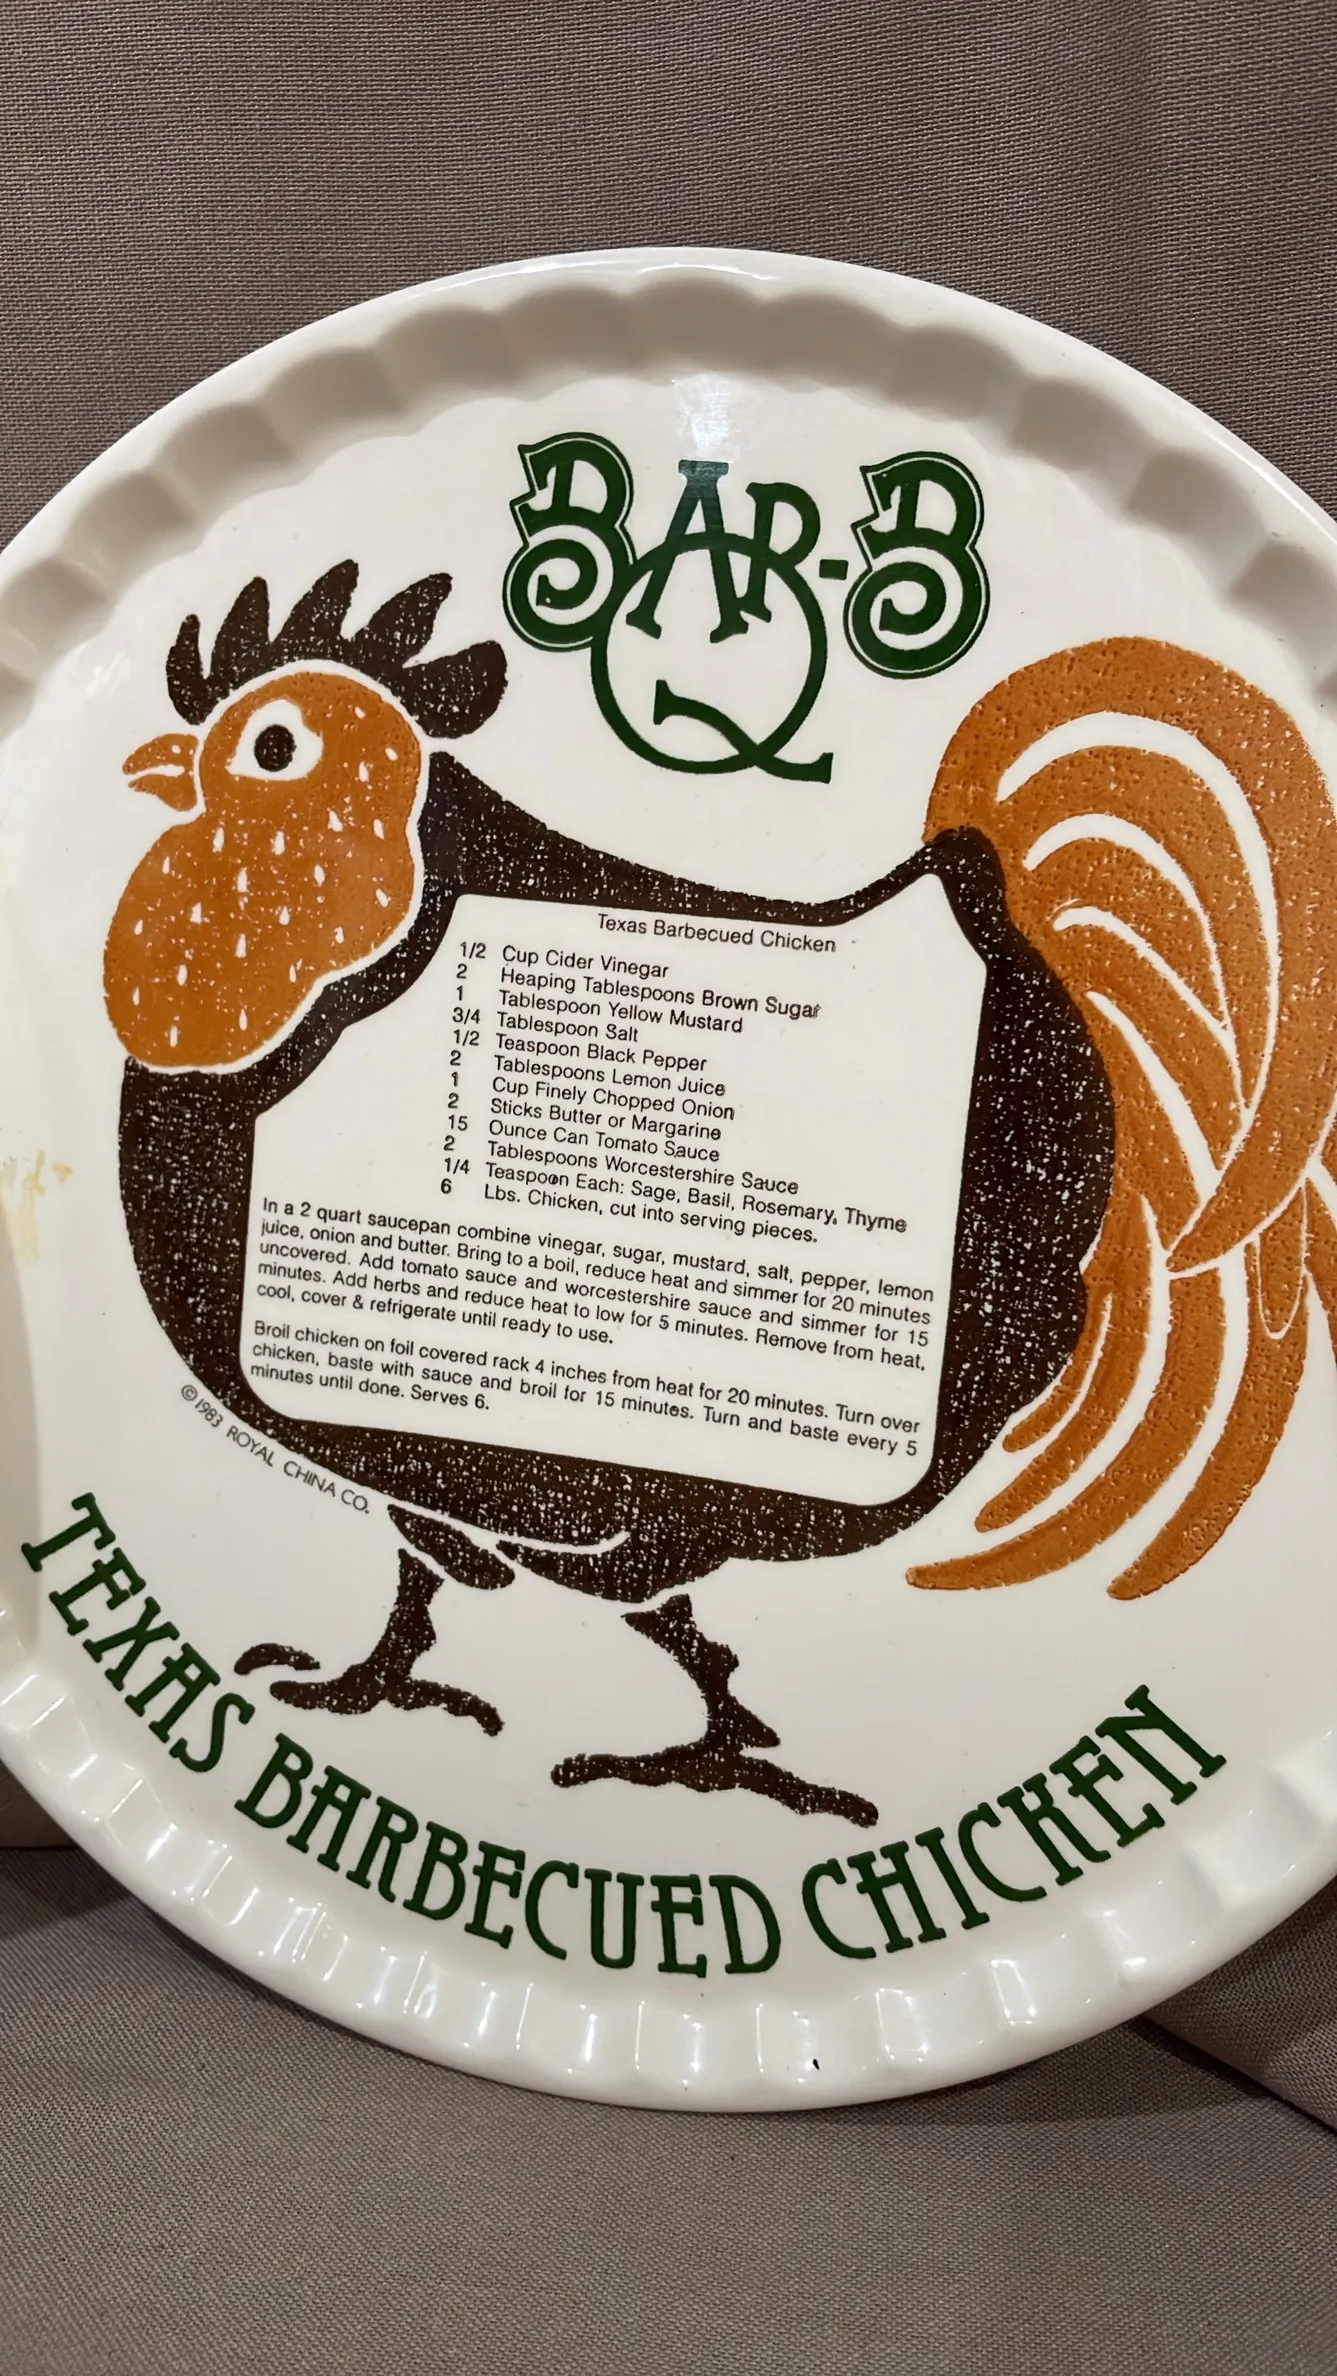 BAR-B
Q
Texas Barbecued Chicken
1/2 Cup Cider Vinegar
2 Heaping Tablespoons Brown Sugar
1 Tablespoon Yellow Mustard
3/4 Tablespoon Salt
1/2 Teaspoon Black Pepper
2 Tablespoons Lemon Juice
1 Cup Finely Chopped Onion
2 Sticks Butter or Margarine
15 Ounce Can Tomato Sauce
2 Tablespoons Worcestershire Sauce
1/4 Teaspoon Each: Sage, Basil, Rosemary, Thyme
6 Lbs. Chicken, cut into serving pieces.
In a 2 quart saucepan combine vinegar, sugar, mustard, salt, pepper, lemon
juice, onion and butter. Bring to a boil, reduce heat and simmer for 20 minutes
uncovered. Add tomato sauce and worcestershire sauce and simmer for 15
minutes. Add herbs and reduce heat to low for 5 minutes. Remove from heat,
cool, cover & refrigerate until ready to use.
Broil chicken on foil covered rack 4 inches from heat for 20 minutes. Turn over
chicken, baste with sauce and broil for 15 minutes. Turn and baste every 5
minutes until done. Serves 6.
©1983 ROYAL CHINA CO.
TEXAS BARBECUED CHICKEN